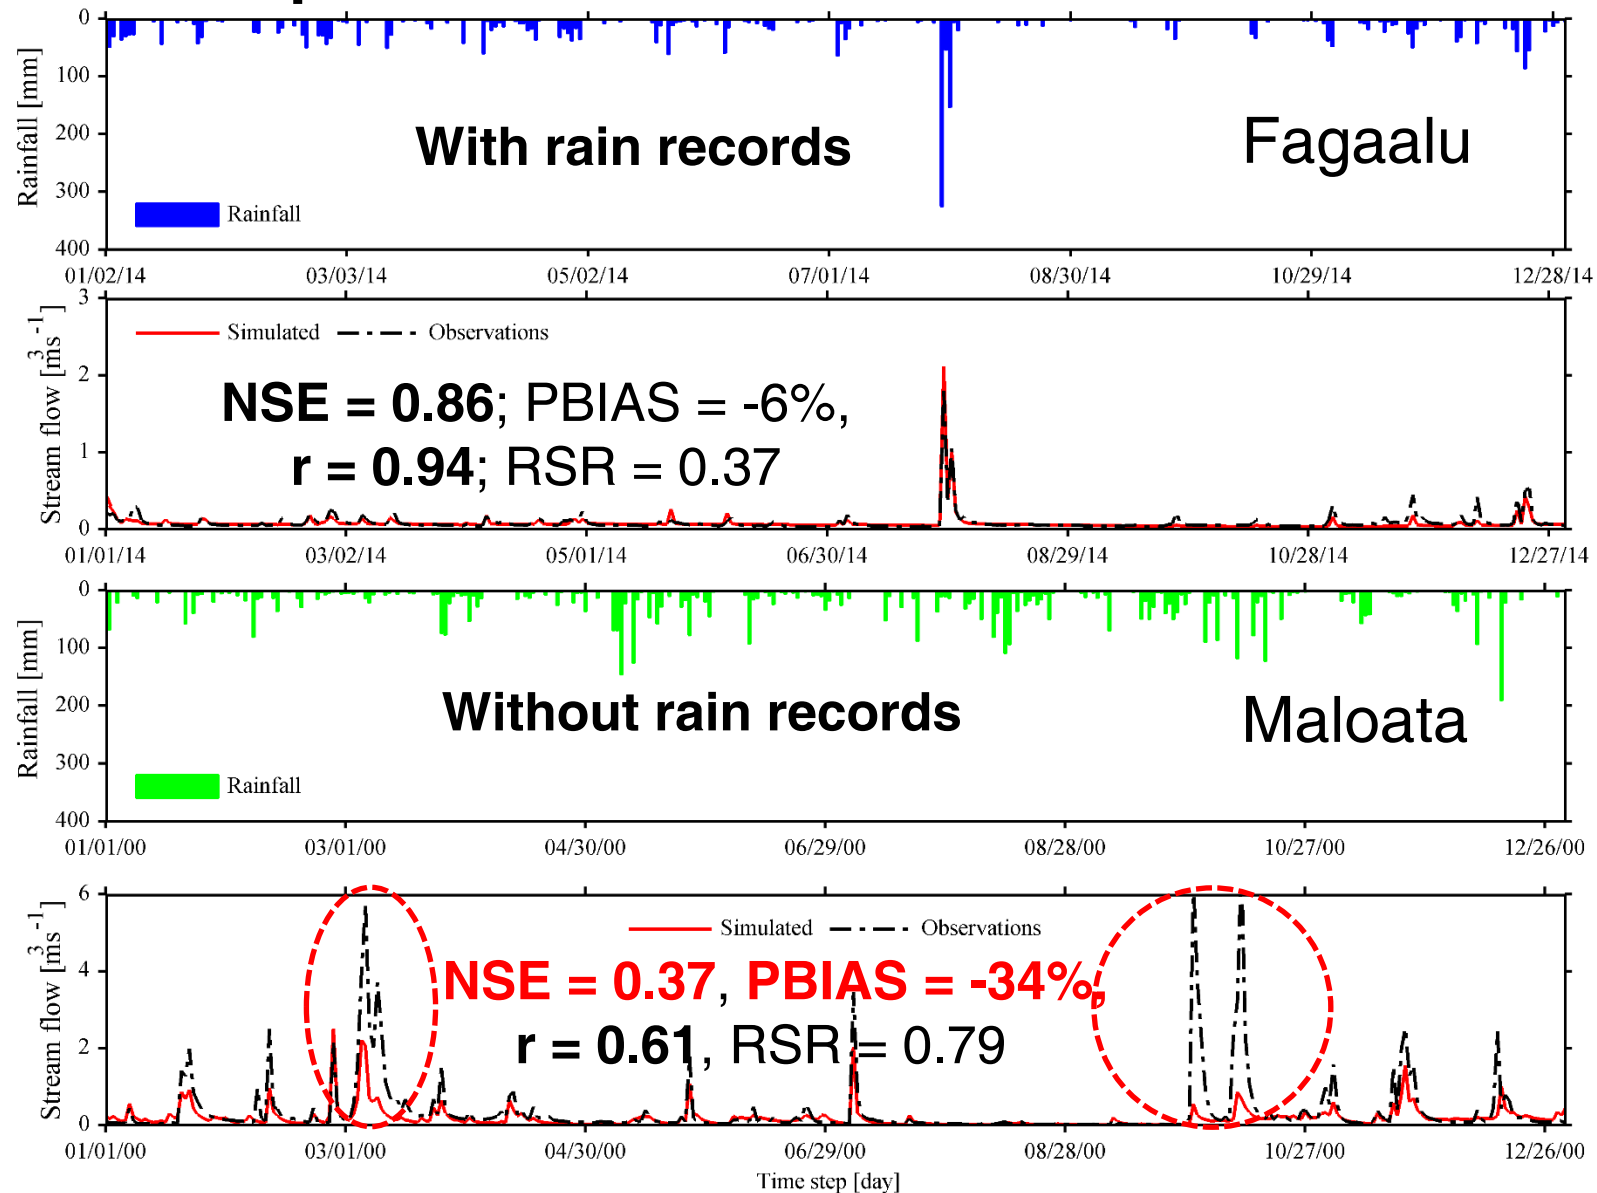 0
100
200
300
400
Rainfall [mm]
With rain records
Fagaalu
Rainfall
01/02/14 03/03/14 05/02/14 07/01/14 08/30/14 10/29/14 12/28/14
3
2
1
0
Stream flow [m³s⁻¹]
Simulated Observations
NSE = 0.86; PBIAS = -6%,
r = 0.94; RSR = 0.37
01/01/14 03/02/14 05/01/14 06/30/14 08/29/14 10/28/14 12/27/14
0
100
200
300
400
Rainfall [mm]
Without rain records
Maloata
Rainfall
01/01/00 03/01/00 04/30/00 06/29/00 08/28/00 10/27/00 12/26/00
6
4
2
0
Stream flow [m³s⁻¹]
Simulated Observations
NSE = 0.37, PBIAS = -34%,
r = 0.61, RSR = 0.79
01/01/00 03/01/00 04/30/00 06/29/00 08/28/00 10/27/00 12/26/00
Time step [day]